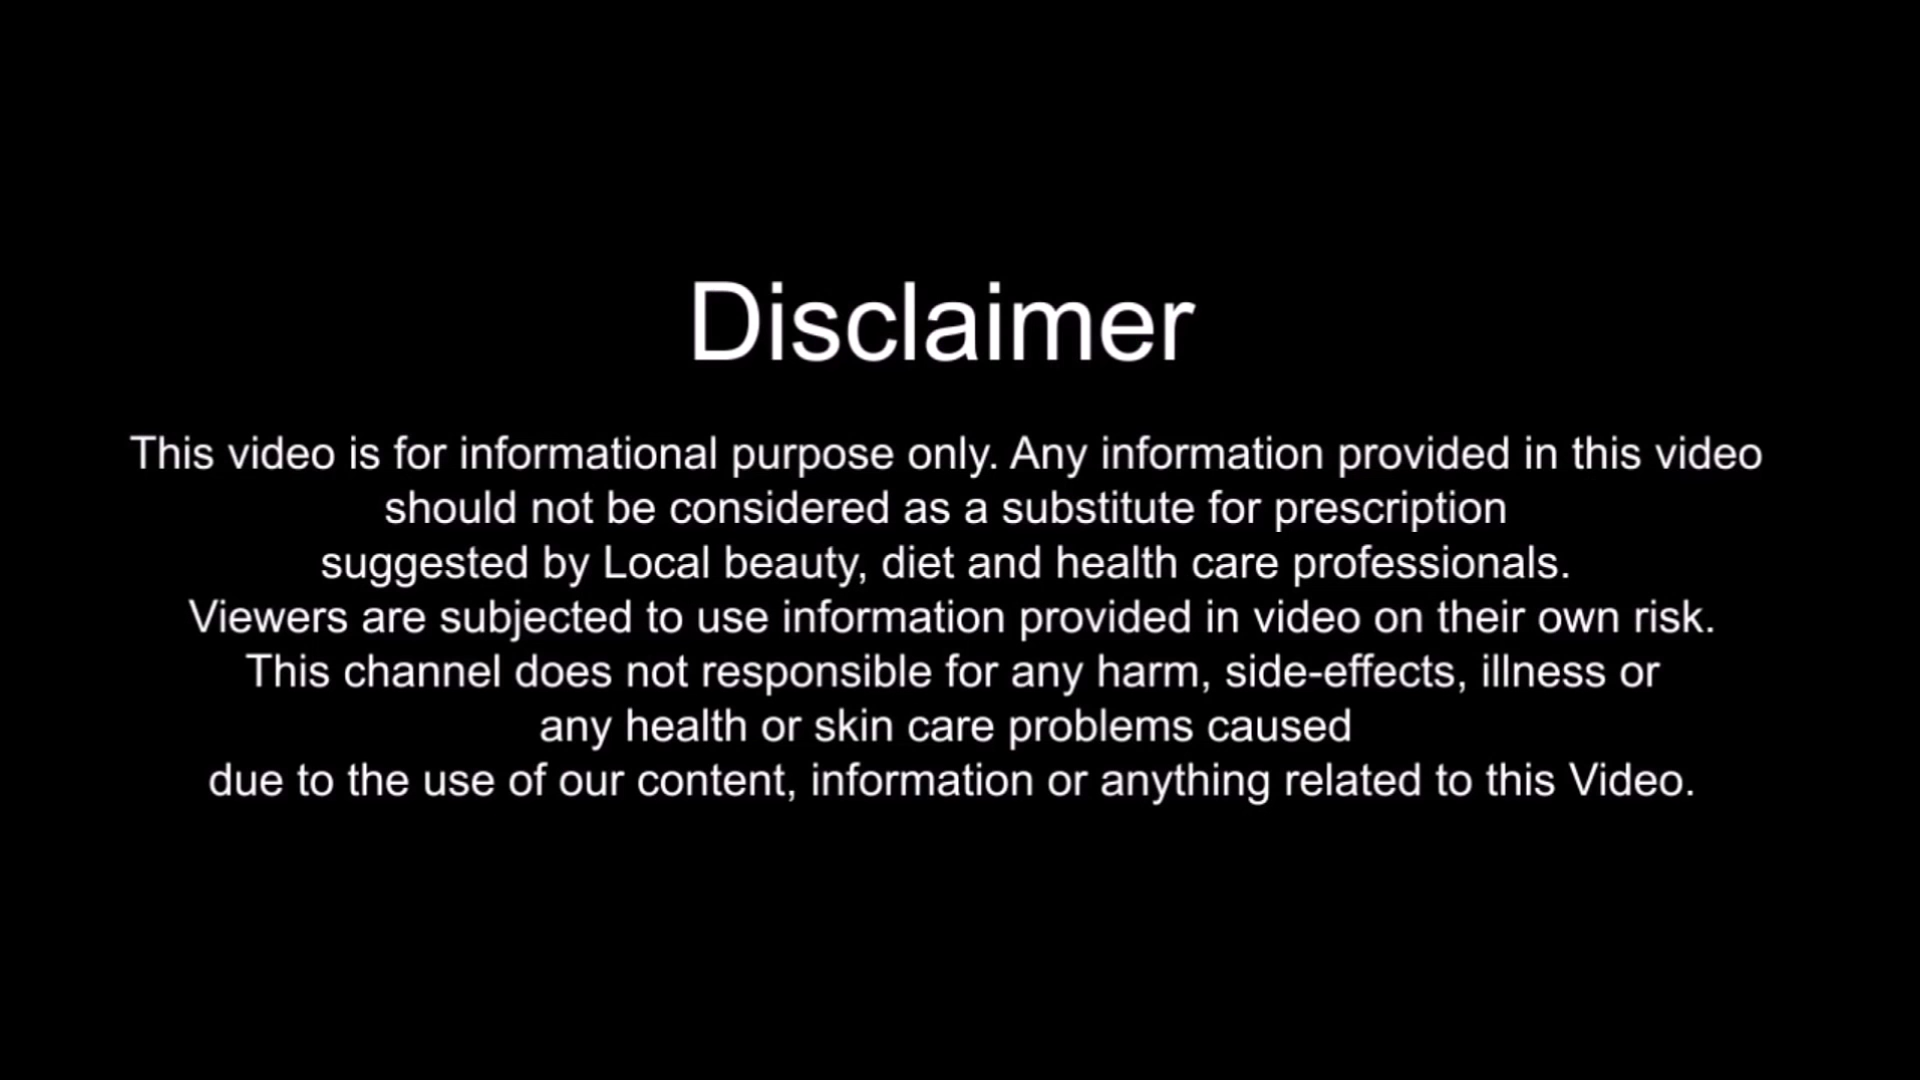 Disclaimer
This video is for informational purpose only. Any information provided in this video
should not be considered as a substitute for prescription
suggested by Local beauty, diet and health care professionals.
Viewers are subjected to use information provided in video on their own risk.
This channel does not responsible for any harm, side-effects, illness or
any health or skin care problems caused
due to the use of our content, information or anything related to this Video.